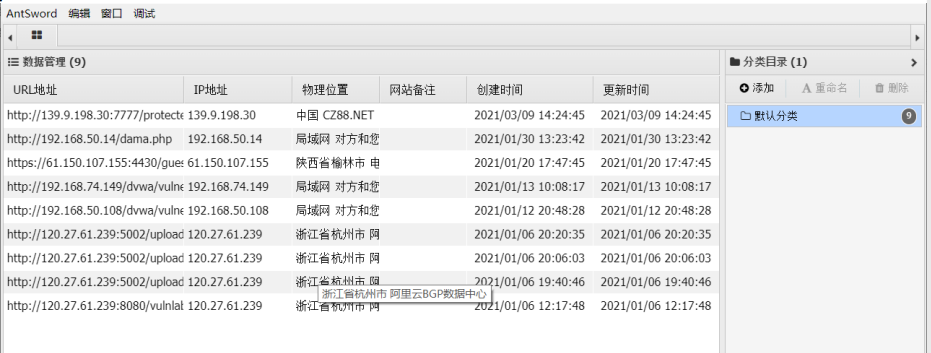 AntSword 编辑 窗口 调试
数据管理 (9)
分类目录 (1)
URL地址 IP地址 物理位置 网站备注 创建时间 更新时间
添加 重命名 删除
默认分类 9
http://139.9.198.30:7777/protecte 139.9.198.30 中国 CZ88.NET 2021/03/09 14:24:45 2021/03/09 14:24:45
http://192.168.50.14/dama.php 192.168.50.14 局域网 对方和您 2021/01/30 13:23:42 2021/01/30 13:23:42
https://61.150.107.155:4430/gues 61.150.107.155 陕西省榆林市 电 2021/01/20 17:47:45 2021/01/20 17:47:45
http://192.168.74.149/dvwa/vulne 192.168.74.149 局域网 对方和您 2021/01/13 10:08:17 2021/01/13 10:08:17
http://192.168.50.108/dvwa/vulne 192.168.50.108 局域网 对方和您 2021/01/12 20:48:28 2021/01/12 20:48:28
http://120.27.61.239:5002/upload 120.27.61.239 浙江省杭州市 阿 2021/01/06 20:20:35 2021/01/06 20:20:35
http://120.27.61.239:5002/upload 120.27.61.239 浙江省杭州市 阿 2021/01/06 20:06:03 2021/01/06 20:06:03
http://120.27.61.239:5002/upload 120.27.61.239 浙江省杭州市 阿 2021/01/06 19:40:46 2021/01/06 19:40:46
浙江省杭州市 阿里云BGP数据中心
http://120.27.61.239:8080/vulnlab 120.27.61.239 浙江省杭州市 阿 2021/01/06 12:17:48 2021/01/06 12:17:48